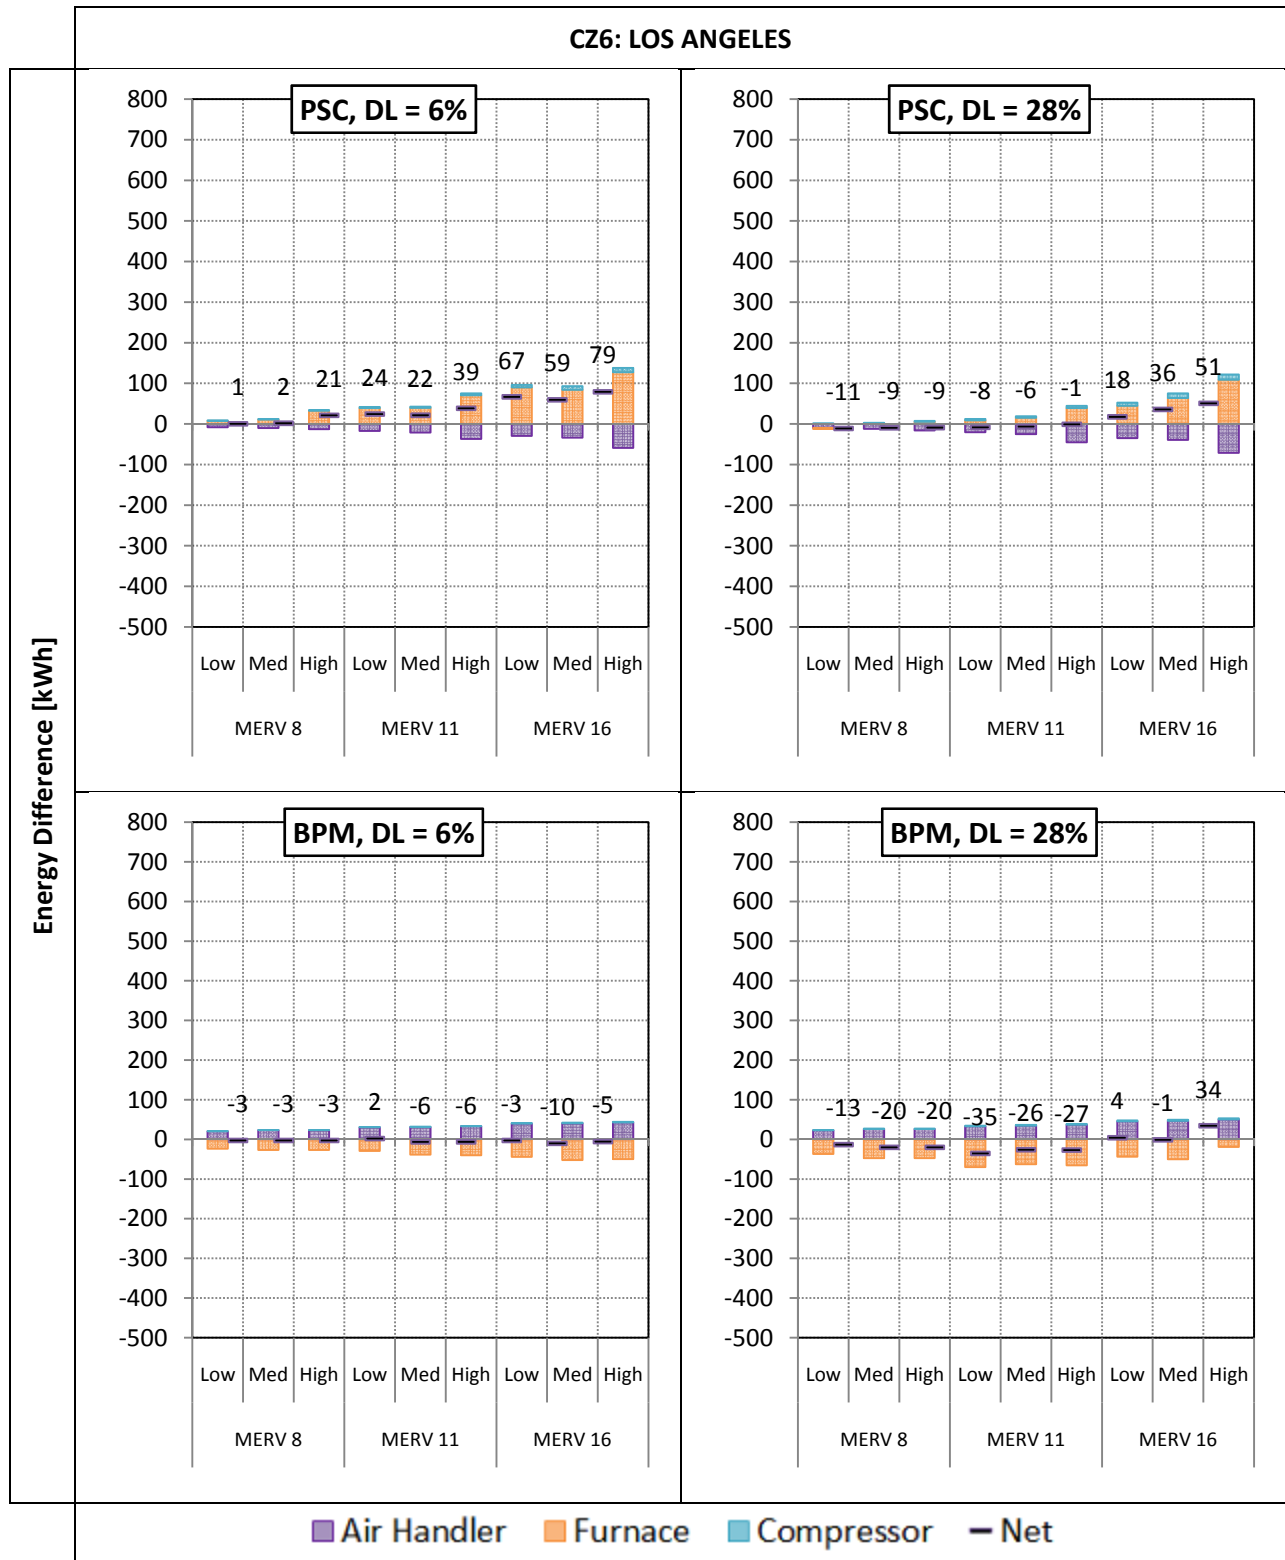 CZ6: LOS ANGELES
Energy Difference [kWh]
PSC, DL = 6%
800
700
600
500
400
300
200
100
0
-100
-200
-300
-400
-500
1 2 21 24 22 39 67 59 79
Low Med High Low Med High Low Med High
MERV 8 MERV 11 MERV 16
PSC, DL = 28%
800
700
600
500
400
300
200
100
0
-100
-200
-300
-400
-500
-11 -9 -9 -8 -6 -1 18 36 51
Low Med High Low Med High Low Med High
MERV 8 MERV 11 MERV 16
BPM, DL = 6%
800
700
600
500
400
300
200
100
0
-100
-200
-300
-400
-500
-3 -3 -3 2 -6 -6 -3 -10 -5
Low Med High Low Med High Low Med High
MERV 8 MERV 11 MERV 16
BPM, DL = 28%
800
700
600
500
400
300
200
100
0
-100
-200
-300
-400
-500
-13 -20 -20 -35 -26 -27 4 -1 34
Low Med High Low Med High Low Med High
MERV 8 MERV 11 MERV 16
Air Handler Furnace Compressor Net